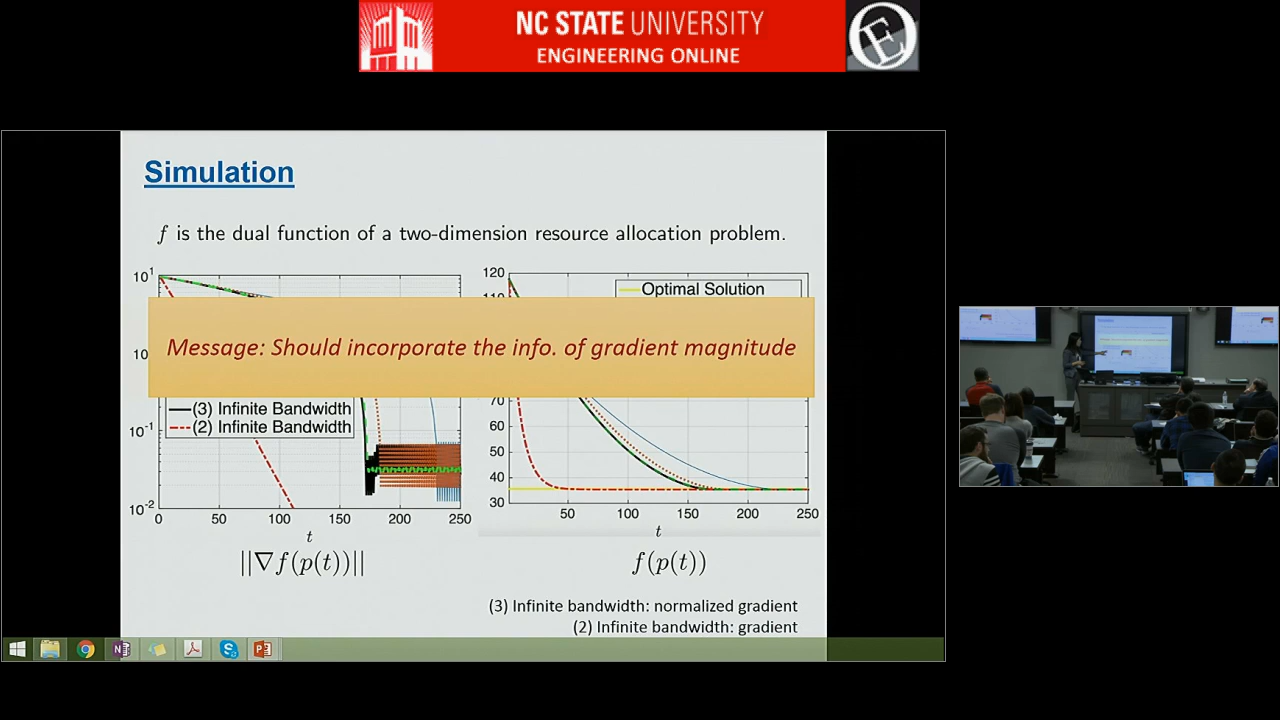 NC STATE UNIVERSITY
ENGINEERING ONLINE
E
Simulation
f is the dual function of a two-dimension resource allocation problem.
10^1
10
10^-1
10^-2
0 50 100 150 200 250
t
(3) Infinite Bandwidth
(2) Infinite Bandwidth
||∇f(p(t))||
120
110
70
60
50
40
30
50 100 150 200 250
t
Optimal Solution
f(p(t))
Message: Should incorporate the info. of gradient magnitude
(3) Infinite bandwidth: normalized gradient
(2) Infinite bandwidth: gradient